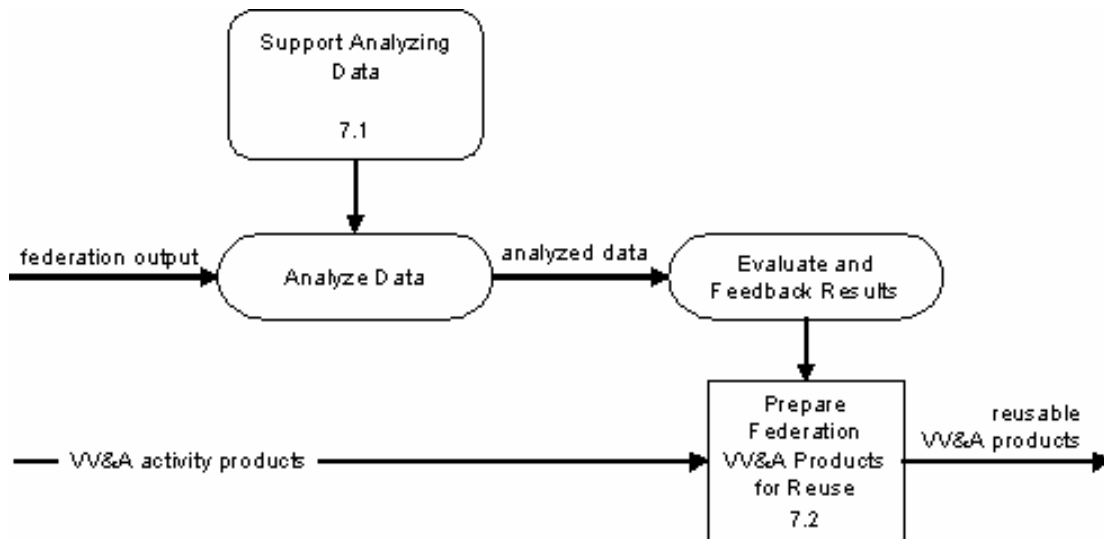 Support Analyzing
Data
7.1
federation output
Analyze Data
analyzed data
Evaluate and
Feedback Results
VV&A activity products
Prepare
Federation
VV&A Products
for Reuse
7.2
reusable
VV&A products